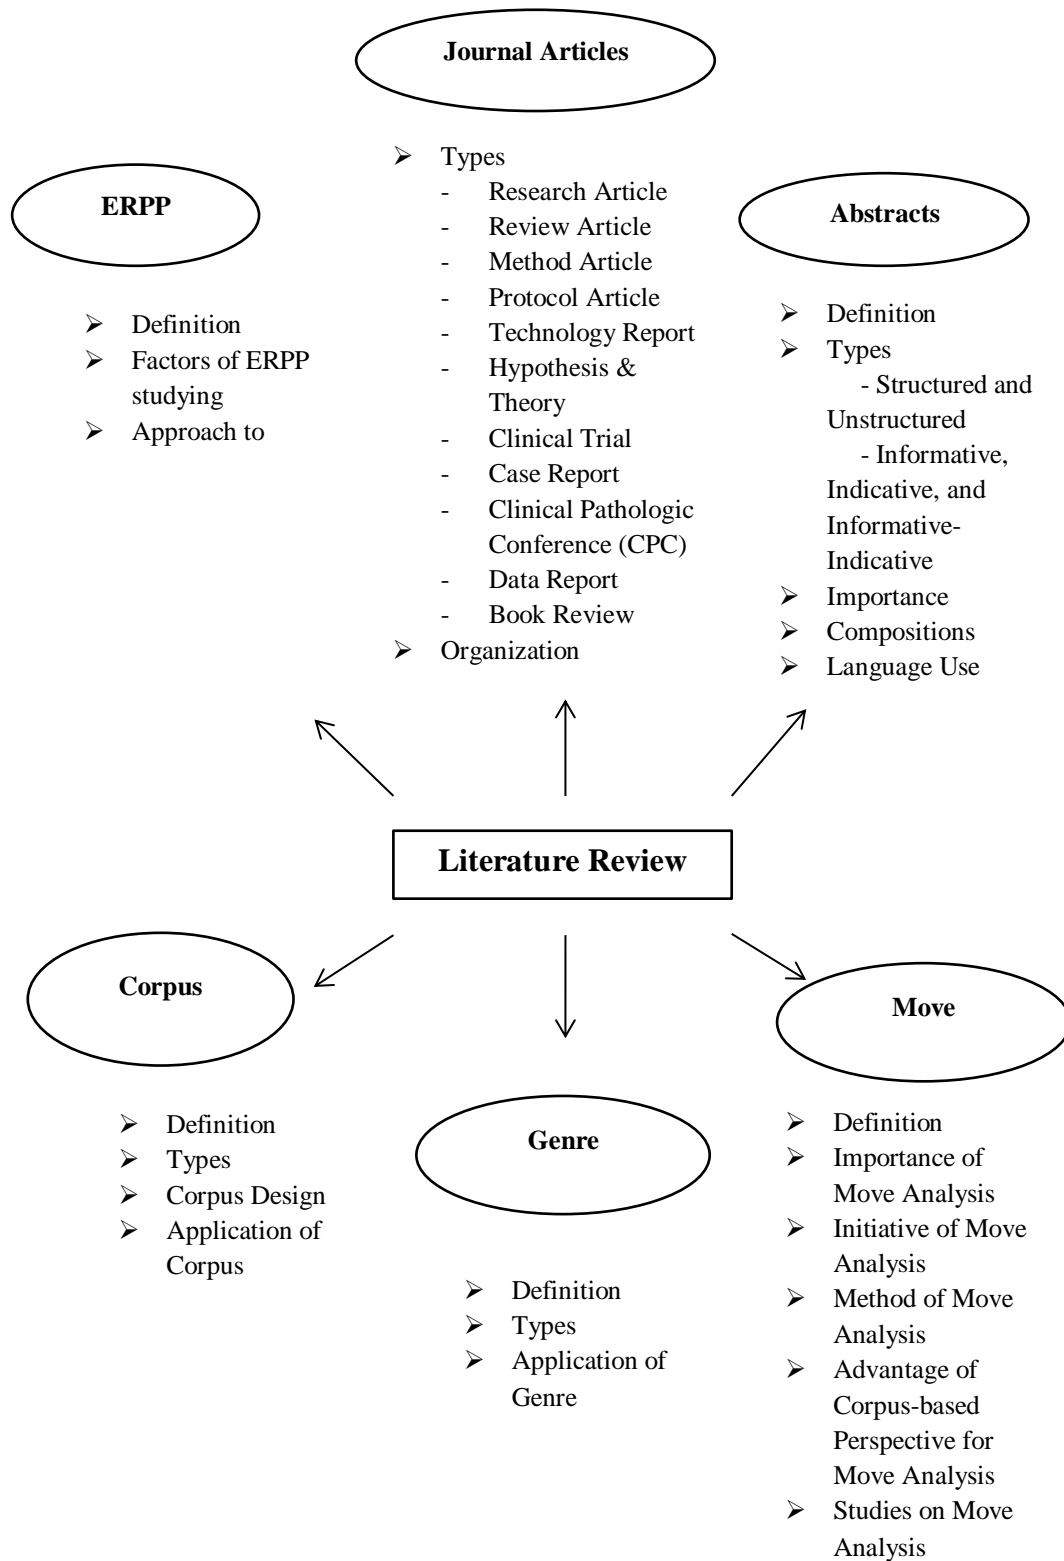 Journal Articles
➢ Types
- Research Article
- Review Article
- Method Article
- Protocol Article
- Technology Report
- Hypothesis &
Theory
- Clinical Trial
- Case Report
- Clinical Pathologic
Conference (CPC)
- Data Report
- Book Review
➢ Organization
ERPP
➢ Definition
➢ Factors of ERPP
studying
➢ Approach to
Abstracts
➢ Definition
➢ Types
- Structured and
Unstructured
- Informative,
Indicative, and
Informative-
Indicative
➢ Importance
➢ Compositions
➢ Language Use
Literature Review
Corpus
➢ Definition
➢ Types
➢ Corpus Design
➢ Application of
Corpus
Genre
➢ Definition
➢ Types
➢ Application of
Genre
Move
➢ Definition
➢ Importance of
Move Analysis
➢ Initiative of Move
Analysis
➢ Method of Move
Analysis
➢ Advantage of
Corpus-based
Perspective for
Move Analysis
➢ Studies on Move
Analysis